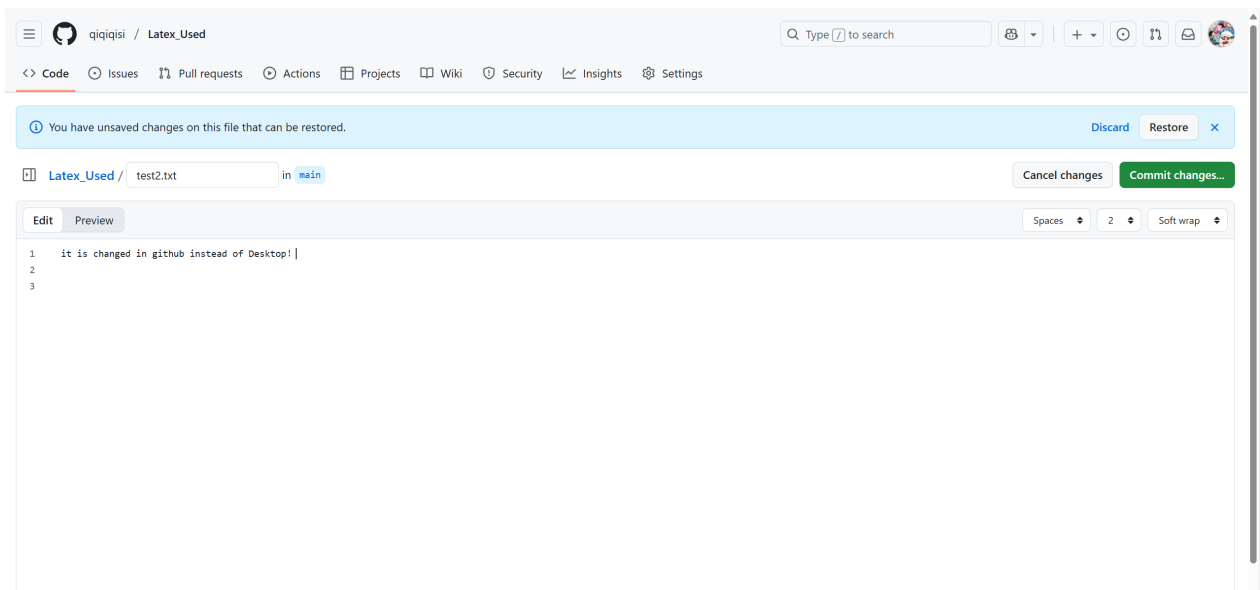 qiqiqisi / Latex_Used Type / to search
Code Issues Pull requests Actions Projects Wiki Security Insights Settings
You have unsaved changes on this file that can be restored. Discard Restore
Latex_Used / test2.txt in main Cancel changes Commit changes...
Edit Preview Spaces 2 Soft wrap
1 it is changed in github instead of Desktop!
2
3